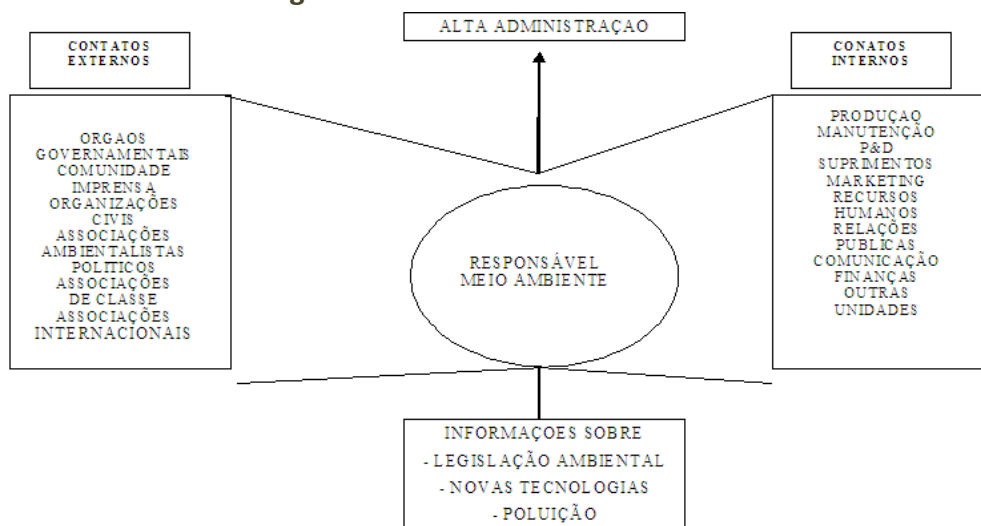 ALTA ADMINISTRAÇAO
CONTATOS
EXTERNOS
ORGAOS
GOVERNAMENTAIS
COMUNIDADE
IMPRENSA
ORGANIZAÇÕES
CIVIS
ASSOCIAÇÕES
AMBIENTALISTAS
POLITICOS
ASSOCIAÇÕES
DE CLASSE
ASSOCIAÇÕES
INTERNACIONAIS
CONATOS
INTERNOS
PRODUÇAO
MANUTENÇÃO
P&D
SUPRIMENTOS
MARKETING
RECURSOS
HUMANOS
RELAÇÕES
PUBLICAS
COMUNICAÇÃO
FINANÇAS
OUTRAS
UNIDADES
RESPONSÁVEL
MEIO AMBIENTE
INFORMAÇOES SOBRE
- LEGISLAÇÃO AMBIENTAL
- NOVAS TECNOLOGIAS
- POLUIÇÃO